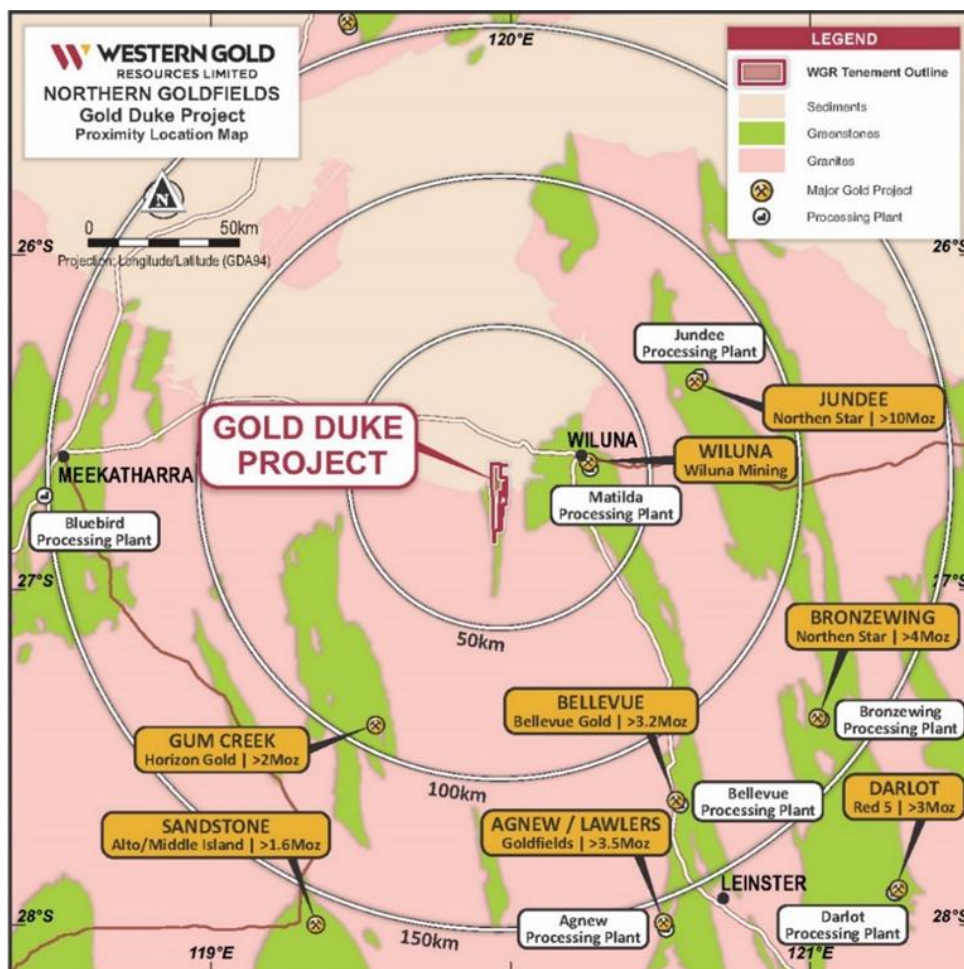 WESTERN GOLD
RESOURCES LIMITED
NORTHERN GOLDFIELDS
Gold Duke Project
Proximity Location Map
N
0 50km
Projection: Longitude/Latitude (GDA94)
120°E
LEGEND
WGR Tenement Outline
Sediments
Greenstones
Granites
Major Gold Project
Processing Plant
26°S
26°S
Jundee
Processing Plant
JUNDEE
Northen Star | >10Moz
GOLD DUKE
PROJECT
WILUNA
WILUNA
Wiluna Mining
MEEKATHARRA
Matilda
Processing Plant
Bluebird
Processing Plant
27°S
27°S
50km
BRONZEWING
Northen Star | >4Moz
BELLEVUE
Bellevue Gold | >3.2Moz
Bronzewing
Processing Plant
GUM CREEK
Horizon Gold | >2Moz
100km
Bellevue
Processing Plant
DARLOT
Red 5 | >3Moz
SANDSTONE
Alto/Middle Island | >1.6Moz
AGNEW / LAWLERS
Goldfields | >3.5Moz
LEINSTER
28°S
28°S
150km
Agnew
Processing Plant
Darlot
Processing Plant
119°E
121°E